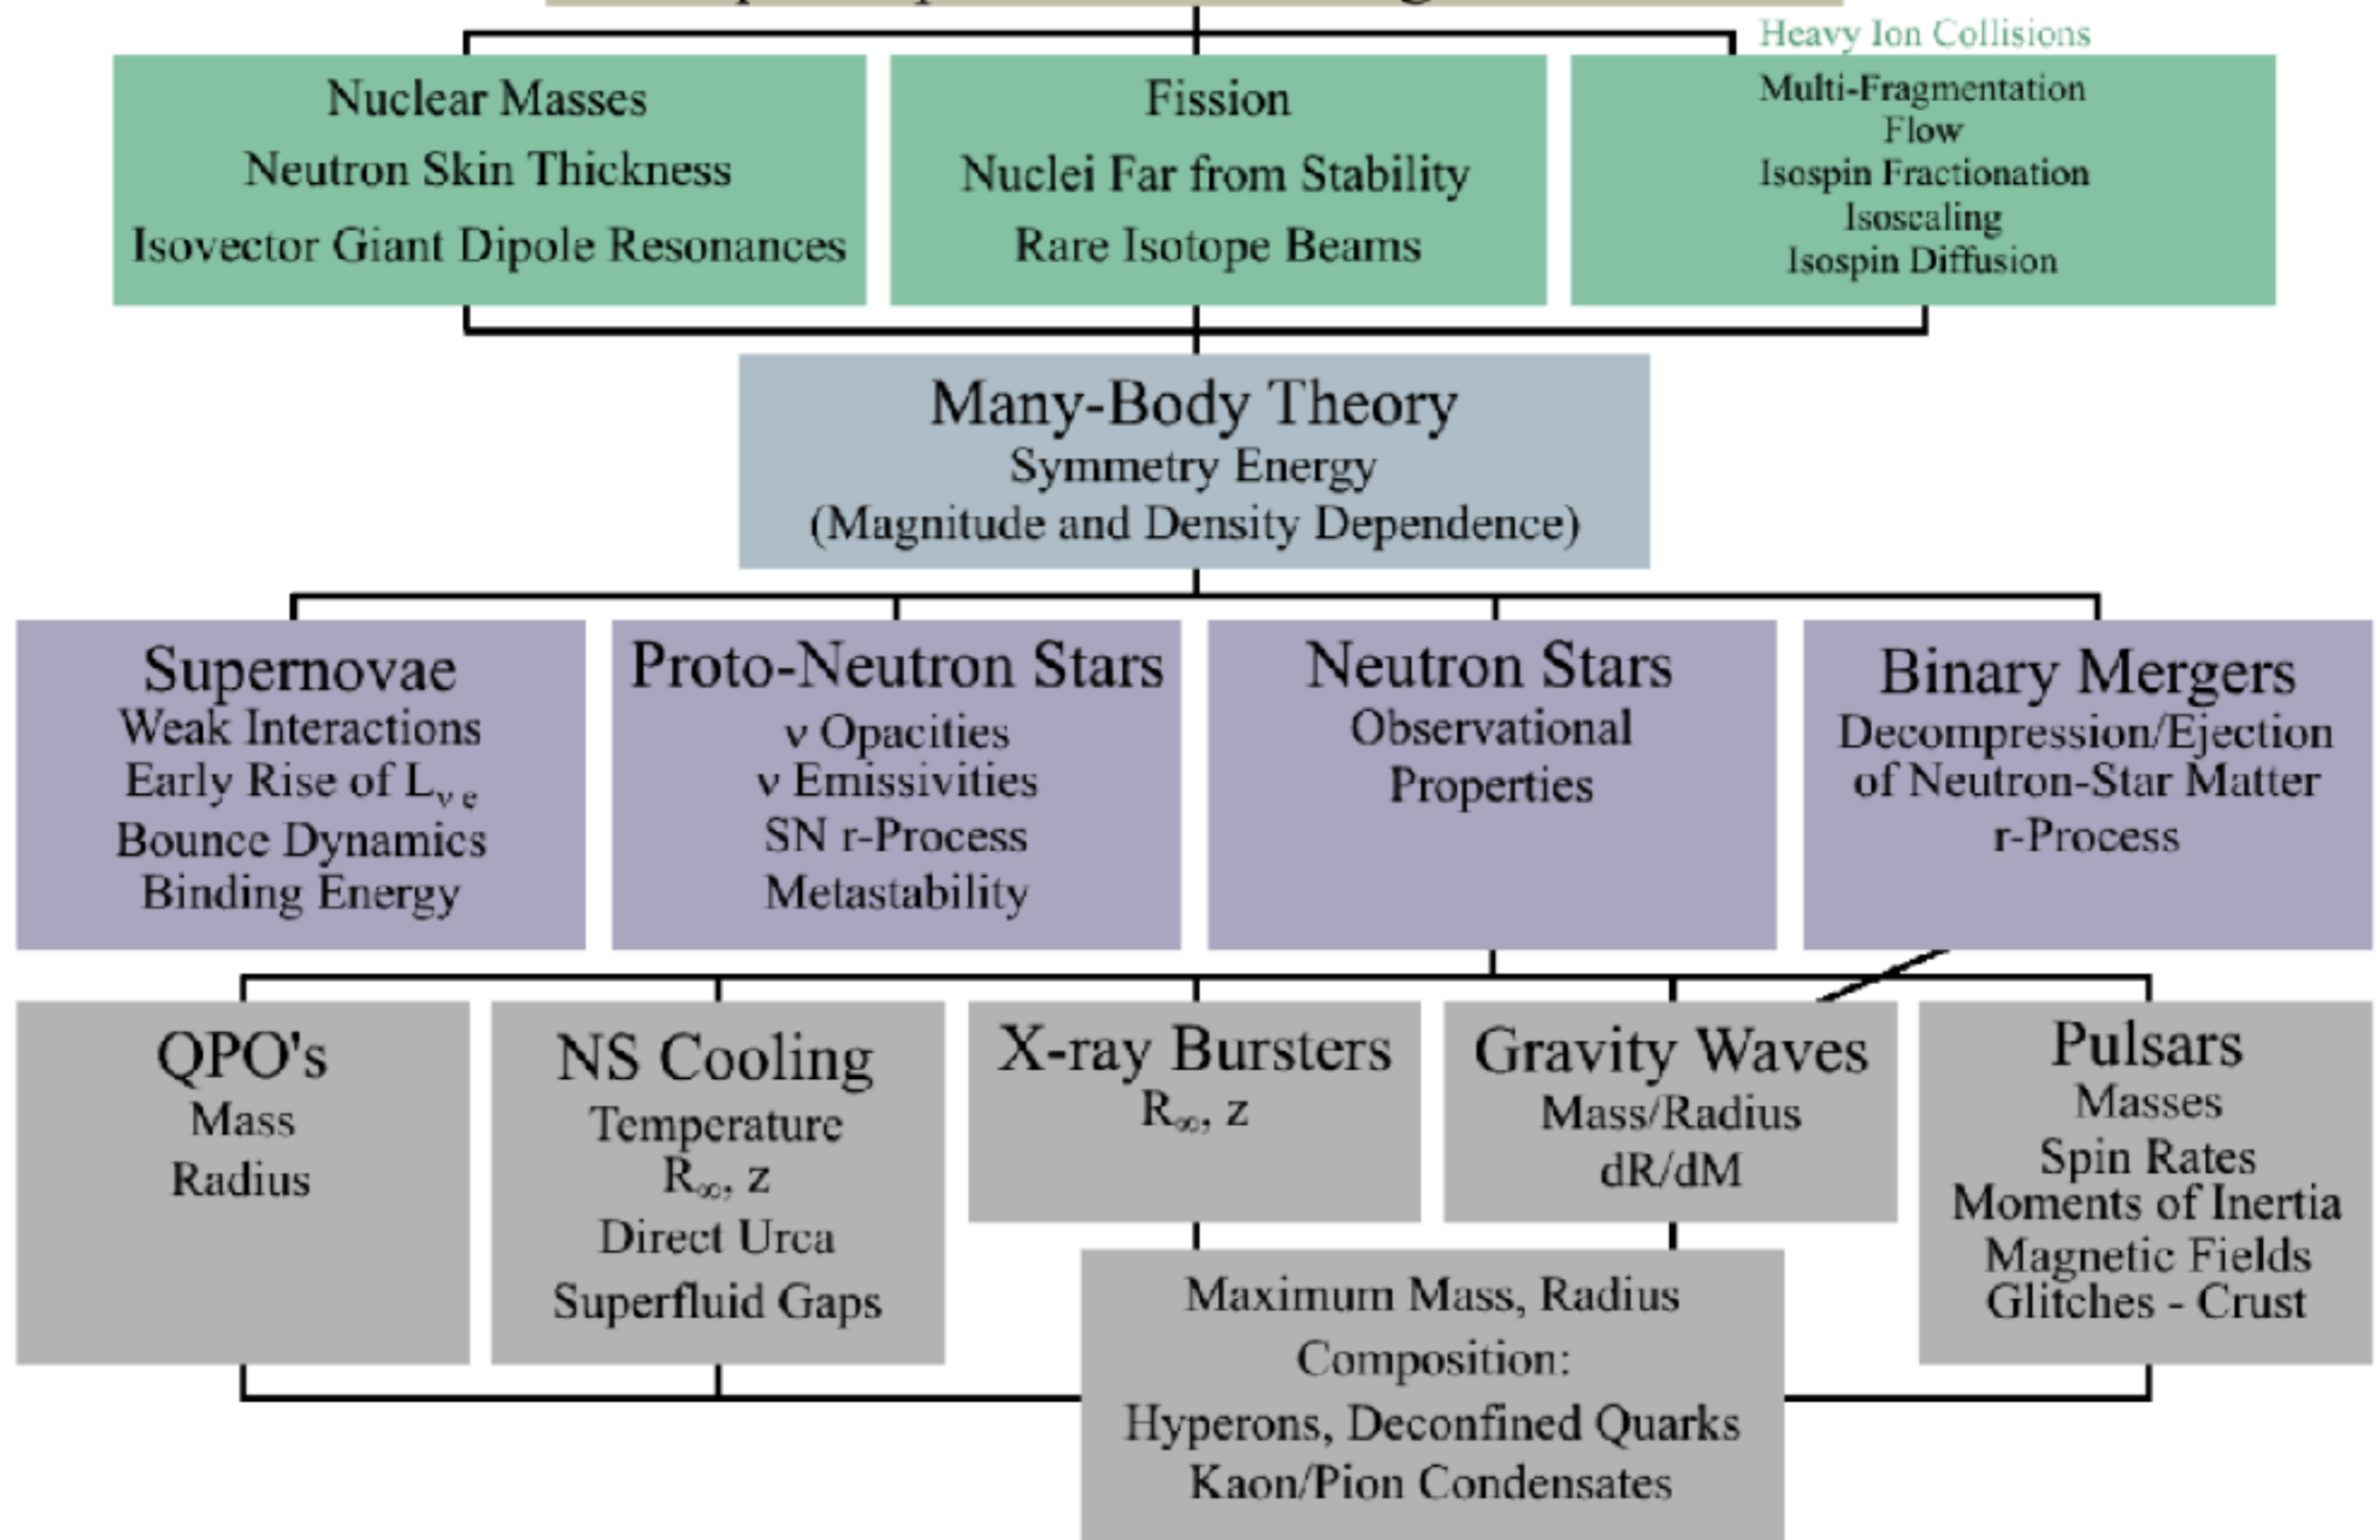 Heavy Ion Collisions
Nuclear Masses
Neutron Skin Thickness
Isovector Giant Dipole Resonances
Fission
Nuclei Far from Stability
Rare Isotope Beams
Multi-Fragmentation
Flow
Isospin Fractionation
Isoscaling
Isospin Diffusion
Many-Body Theory
Symmetry Energy
(Magnitude and Density Dependence)
Supernovae
Weak Interactions
Early Rise of L_ν e
Bounce Dynamics
Binding Energy
Proto-Neutron Stars
ν Opacities
ν Emissivities
SN r-Process
Metastability
Neutron Stars
Observational
Properties
Binary Mergers
Decompression/Ejection
of Neutron-Star Matter
r-Process
QPO's
Mass
Radius
NS Cooling
Temperature
R∞, z
Direct Urca
Superfluid Gaps
X-ray Bursters
R∞, z
Gravity Waves
Mass/Radius
dR/dM
Pulsars
Masses
Spin Rates
Moments of Inertia
Magnetic Fields
Glitches - Crust
Maximum Mass, Radius
Composition:
Hyperons, Deconfined Quarks
Kaon/Pion Condensates